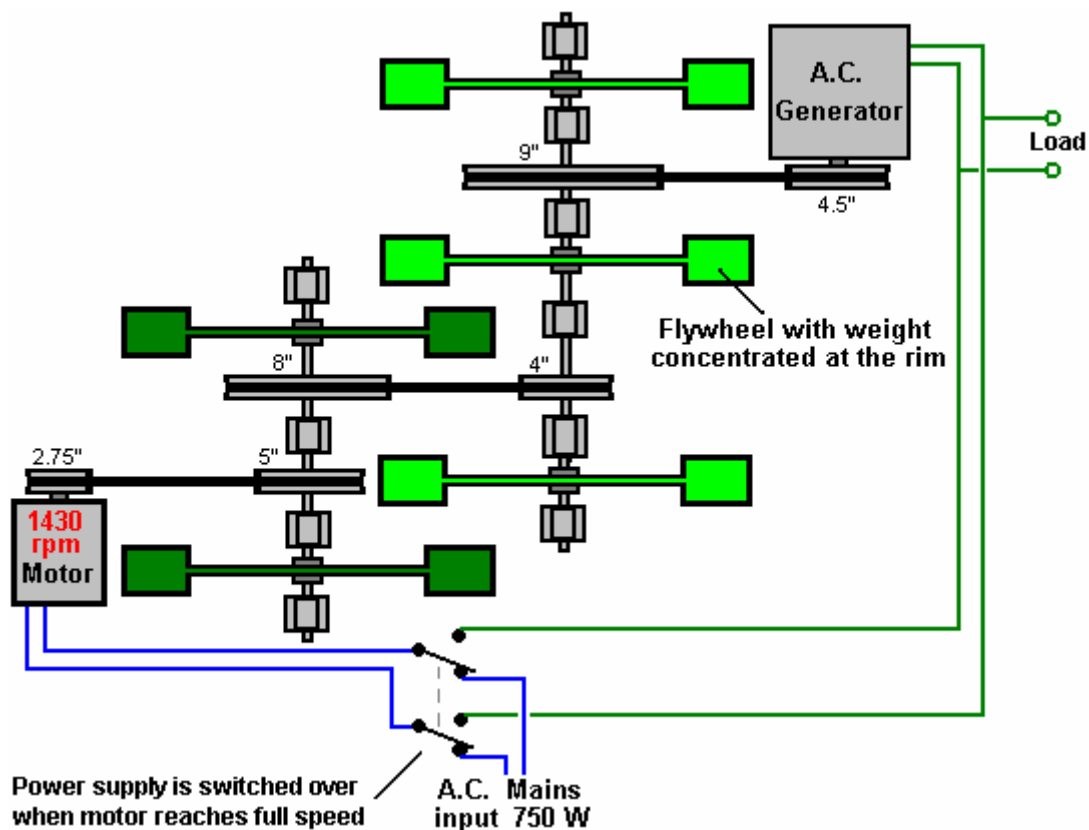 A.C.
Generator
9"
Load
4.5"
Flywheel with weight
concentrated at the rim
8"
4"
2.75"
5"
1430
rpm
Motor
Power supply is switched over
when motor reaches full speed
A.C. Mains
input 750 W